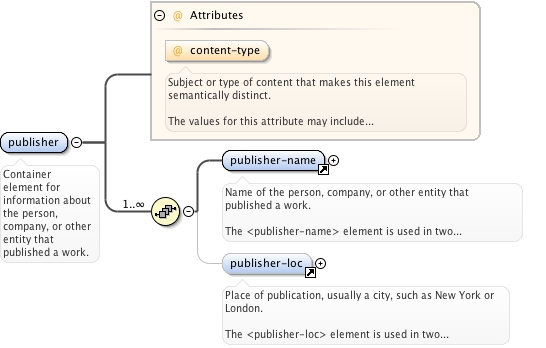 @ Attributes
@ content-type
Subject or type of content that makes this element
semantically distinct.
The values for this attribute may include...
publisher
Container
element for
information about
the person,
company, or other
entity that
published a work.
1..∞
publisher-name
Name of the person, company, or other entity that
published a work.
The <publisher-name> element is used in two...
publisher-loc
Place of publication, usually a city, such as New York or
London.
The <publisher-loc> element is used in two...